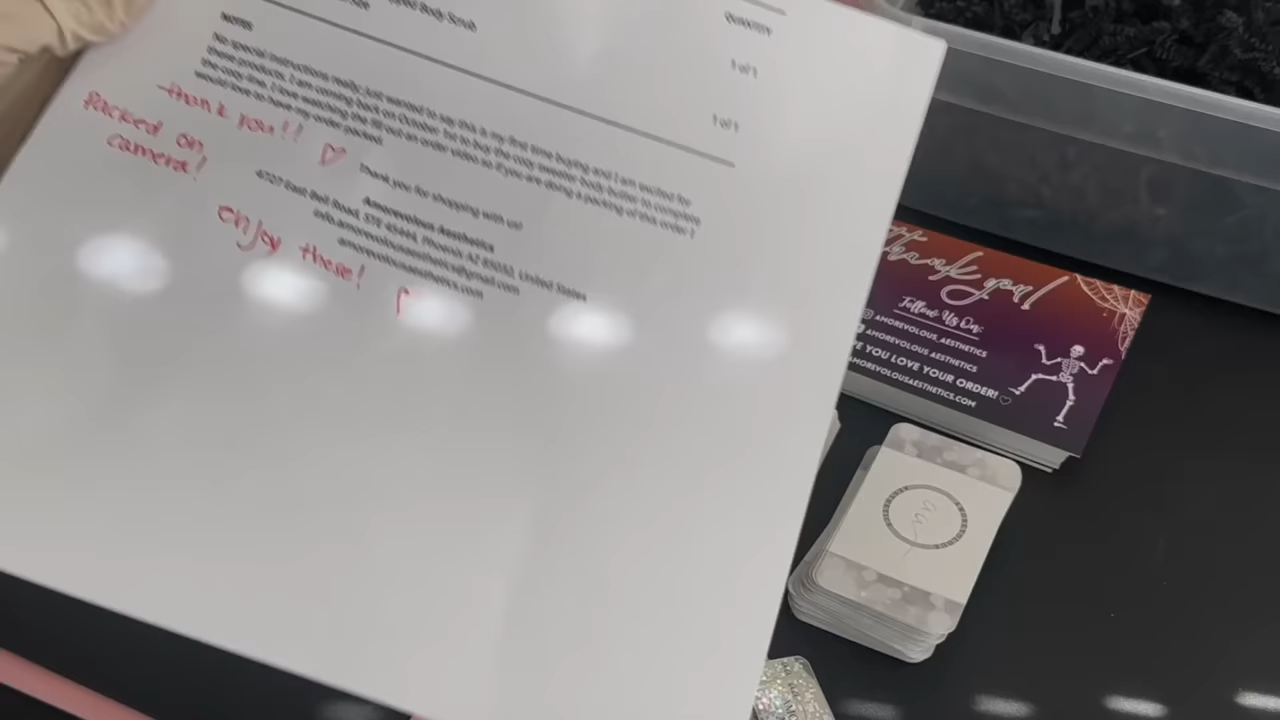 Body Scrub
QUANTITY
1 of 1
1 of 1
NOTES
No special instructions really, just wanted to say this is my first time buying and I am excited for
these products. I am coming back on October 1st to buy the cozy sweater body butter to complete
the cozy line. I love watching the fill out an order video so if you are doing a packing of this order I
would love to have my order packed.
thank you!! ♡
Packed on
camera!
enjoy these!
Thank you for shopping with us!
Amorevolous Aesthetics
4707 East Bell Road, STE 45444, Phoenix AZ 85032, United States
info.amorevolousaesthetics@gmail.com
amorevolousaesthetics.com
Thank you!
Follow Us On:
AMOREVOLOUS_AESTHETICS
AMOREVOLOUS AESTHETICS
YOU LOVE YOUR ORDER! ♡
AMOREVOLOUSAESTHETICS.COM